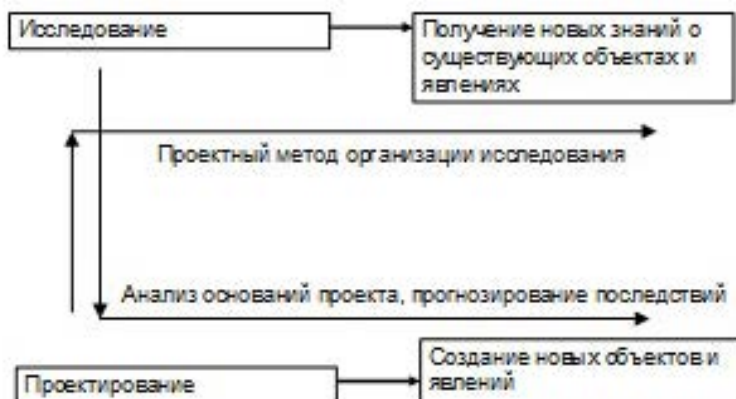 Исследование
Получение новых знаний о
существующих объектах и
явлениях
Проектный метод организации исследования
Анализ оснований проекта, прогнозирование последствий
Проектирование
Создание новых объектов и
явлений